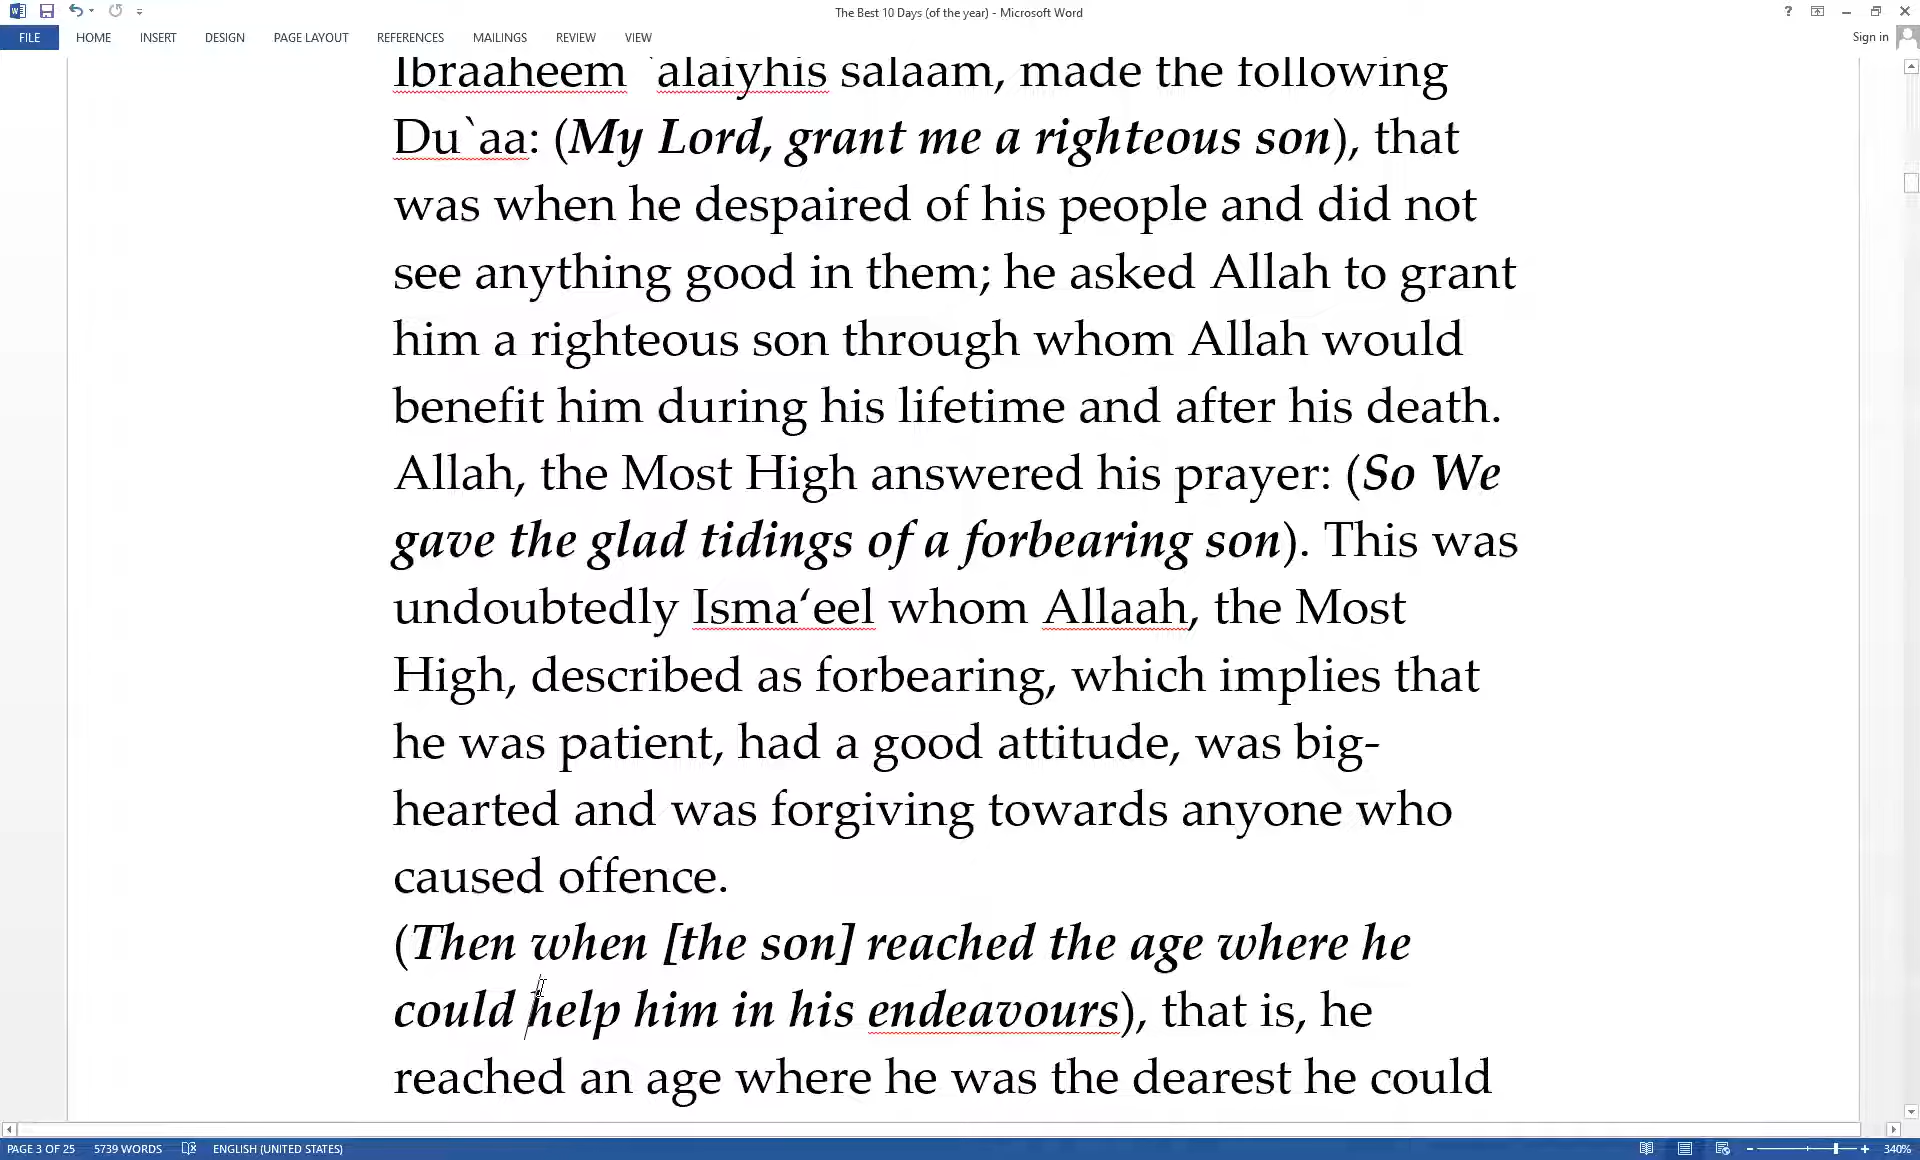 The Best 10 Days (of the year) - Microsoft Word
FILE HOME INSERT DESIGN PAGE LAYOUT REFERENCES MAILINGS REVIEW VIEW Sign in
Ibraaheem `alaiyhis salaam, made the following
Du`aa: (My Lord, grant me a righteous son), that
was when he despaired of his people and did not
see anything good in them; he asked Allah to grant
him a righteous son through whom Allah would
benefit him during his lifetime and after his death.
Allah, the Most High answered his prayer: (So We
gave the glad tidings of a forbearing son). This was
undoubtedly Isma‘eel whom Allaah, the Most
High, described as forbearing, which implies that
he was patient, had a good attitude, was big-
hearted and was forgiving towards anyone who
caused offence.
(Then when [the son] reached the age where he
could help him in his endeavours), that is, he
reached an age where he was the dearest he could
PAGE 3 OF 25 5739 WORDS ENGLISH (UNITED STATES) 340%